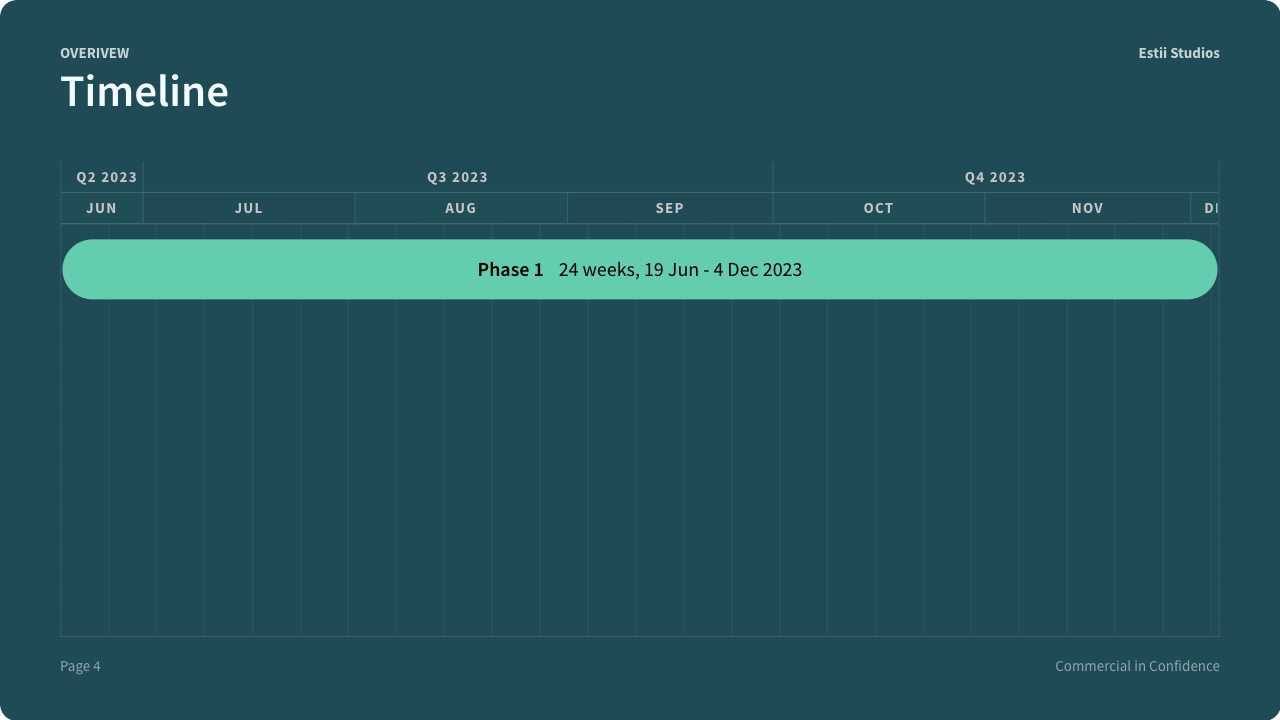 OVERIVEW
Estii Studios
Timeline
Q2 2023 Q3 2023 Q4 2023
JUN JUL AUG SEP OCT NOV
Phase 1 24 weeks, 19 Jun - 4 Dec 2023
Page 4
Commercial in Confidence